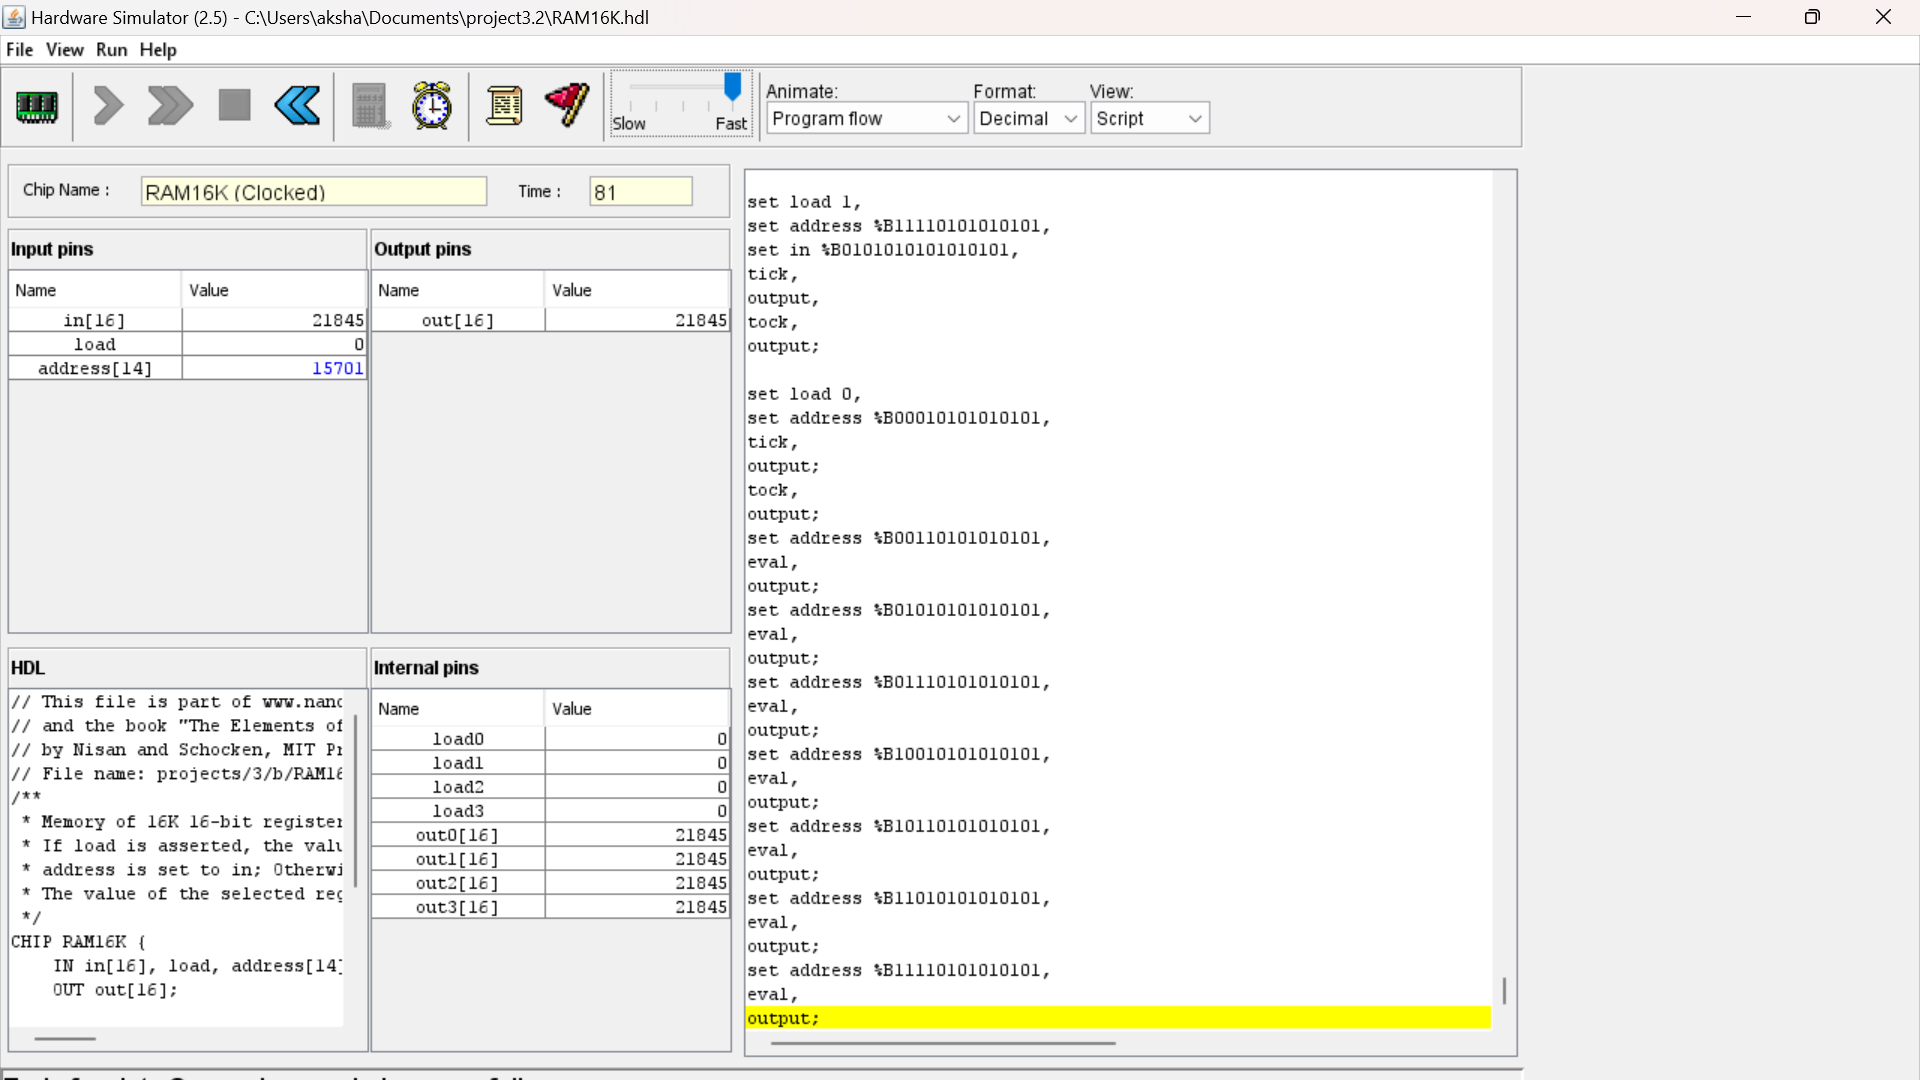 Hardware Simulator (2.5) - C:\Users\aksha\Documents\project3.2\RAM16K.hdl
File View Run Help
Slow Fast
Animate:
Program flow
Format:
Decimal
View:
Script
Chip Name :
RAM16K (Clocked)
Time :
81
Input pins
Name Value
in[16] 21845
load 0
address[14] 15701
Output pins
Name Value
out[16] 21845
HDL
// This file is part of www.nand
// and the book "The Elements of
// by Nisan and Schocken, MIT Pr
// File name: projects/3/b/RAM16
/**
* Memory of 16K 16-bit register
* If load is asserted, the valu
* address is set to in; Otherwi
* The value of the selected reg
*/
CHIP RAM16K {
IN in[16], load, address[14]
OUT out[16];
Internal pins
Name Value
load0 0
load1 0
load2 0
load3 0
out0[16] 21845
out1[16] 21845
out2[16] 21845
out3[16] 21845
set load 1,
set address %B11110101010101,
set in %B0101010101010101,
tick,
output,
tock,
output;
set load 0,
set address %B00010101010101,
tick,
output;
tock,
output;
set address %B00110101010101,
eval,
output;
set address %B01010101010101,
eval,
output;
set address %B01110101010101,
eval,
output;
set address %B10010101010101,
eval,
output;
set address %B10110101010101,
eval,
output;
set address %B11010101010101,
eval,
output;
set address %B11110101010101,
eval,
output;